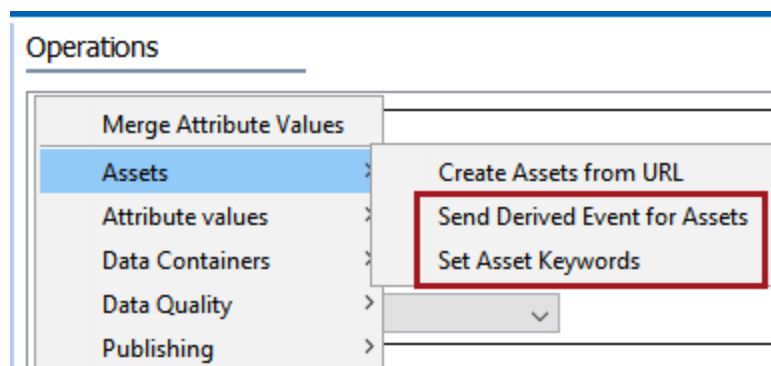 Operations
Merge Attribute Values
Assets
Attribute values
Data Containers
Data Quality
Publishing
Create Assets from URL
Send Derived Event for Assets
Set Asset Keywords